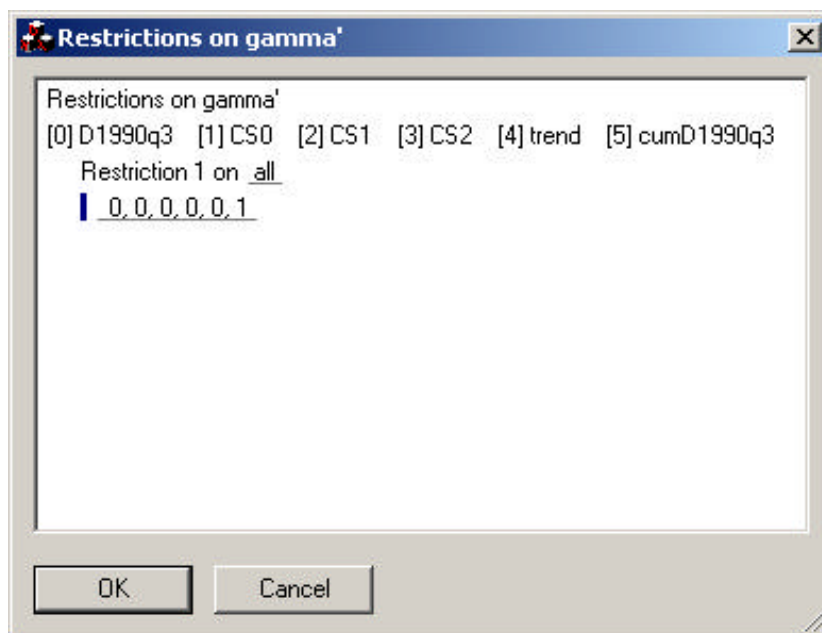 Restrictions on gamma'
Restrictions on gamma'
[0] D1990q3 [1] CS0 [2] CS1 [3] CS2 [4] trend [5] cumD1990q3
Restriction 1 on all
0, 0, 0, 0, 0, 1
OK Cancel